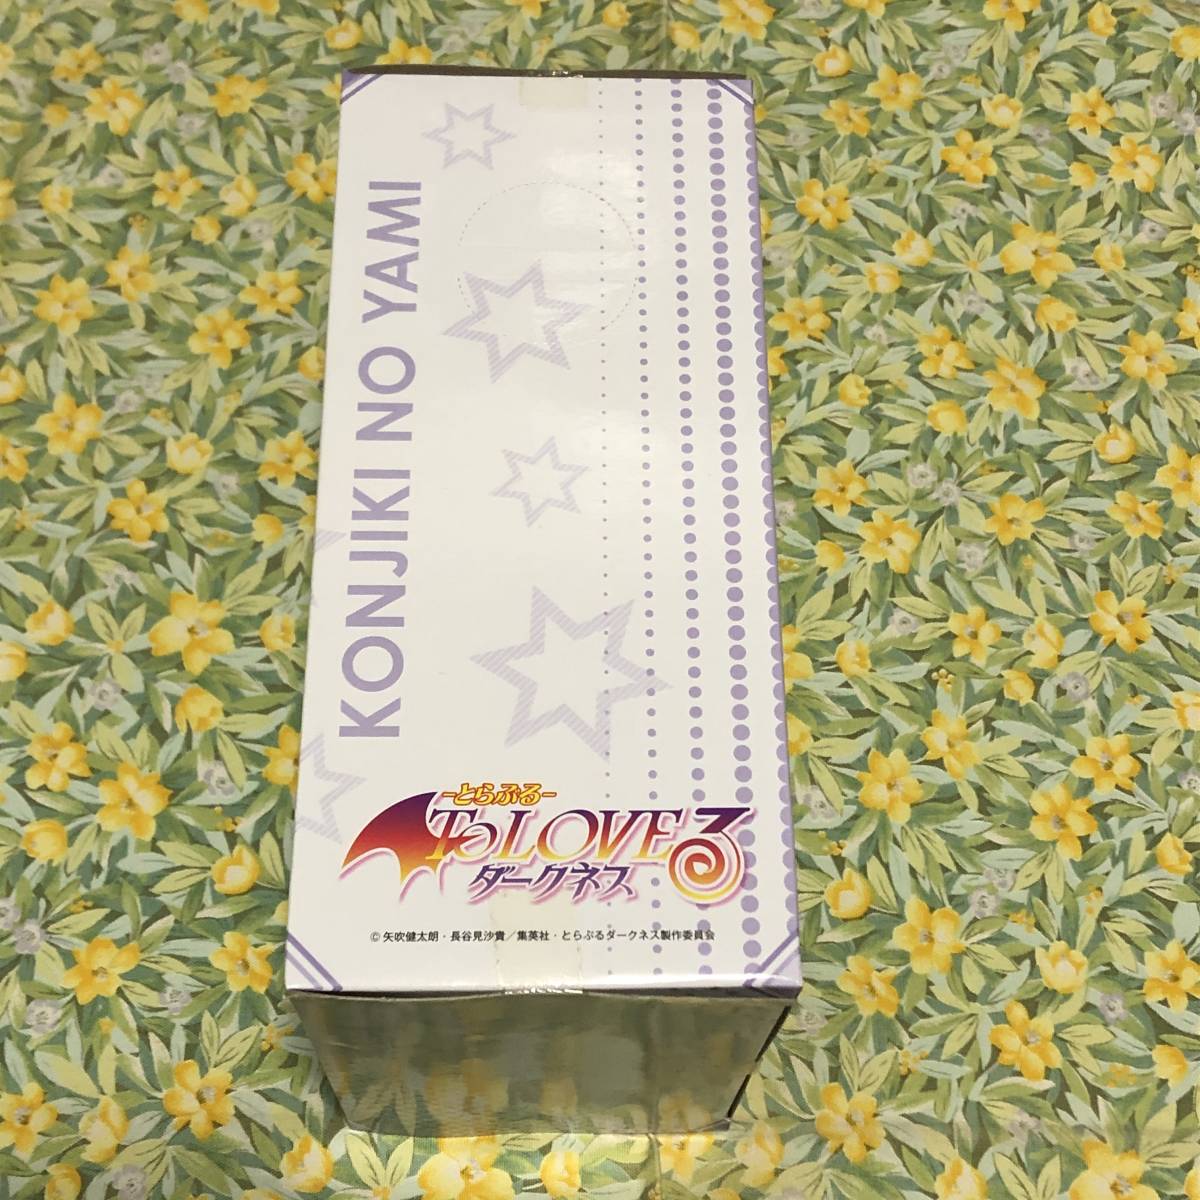 KONJIKI NO YAMI
-とらぶる-
To LOVEる
ダークネス
© 矢吹健太朗・長谷見沙貴／集英社・とらぶるダークネス製作委員会